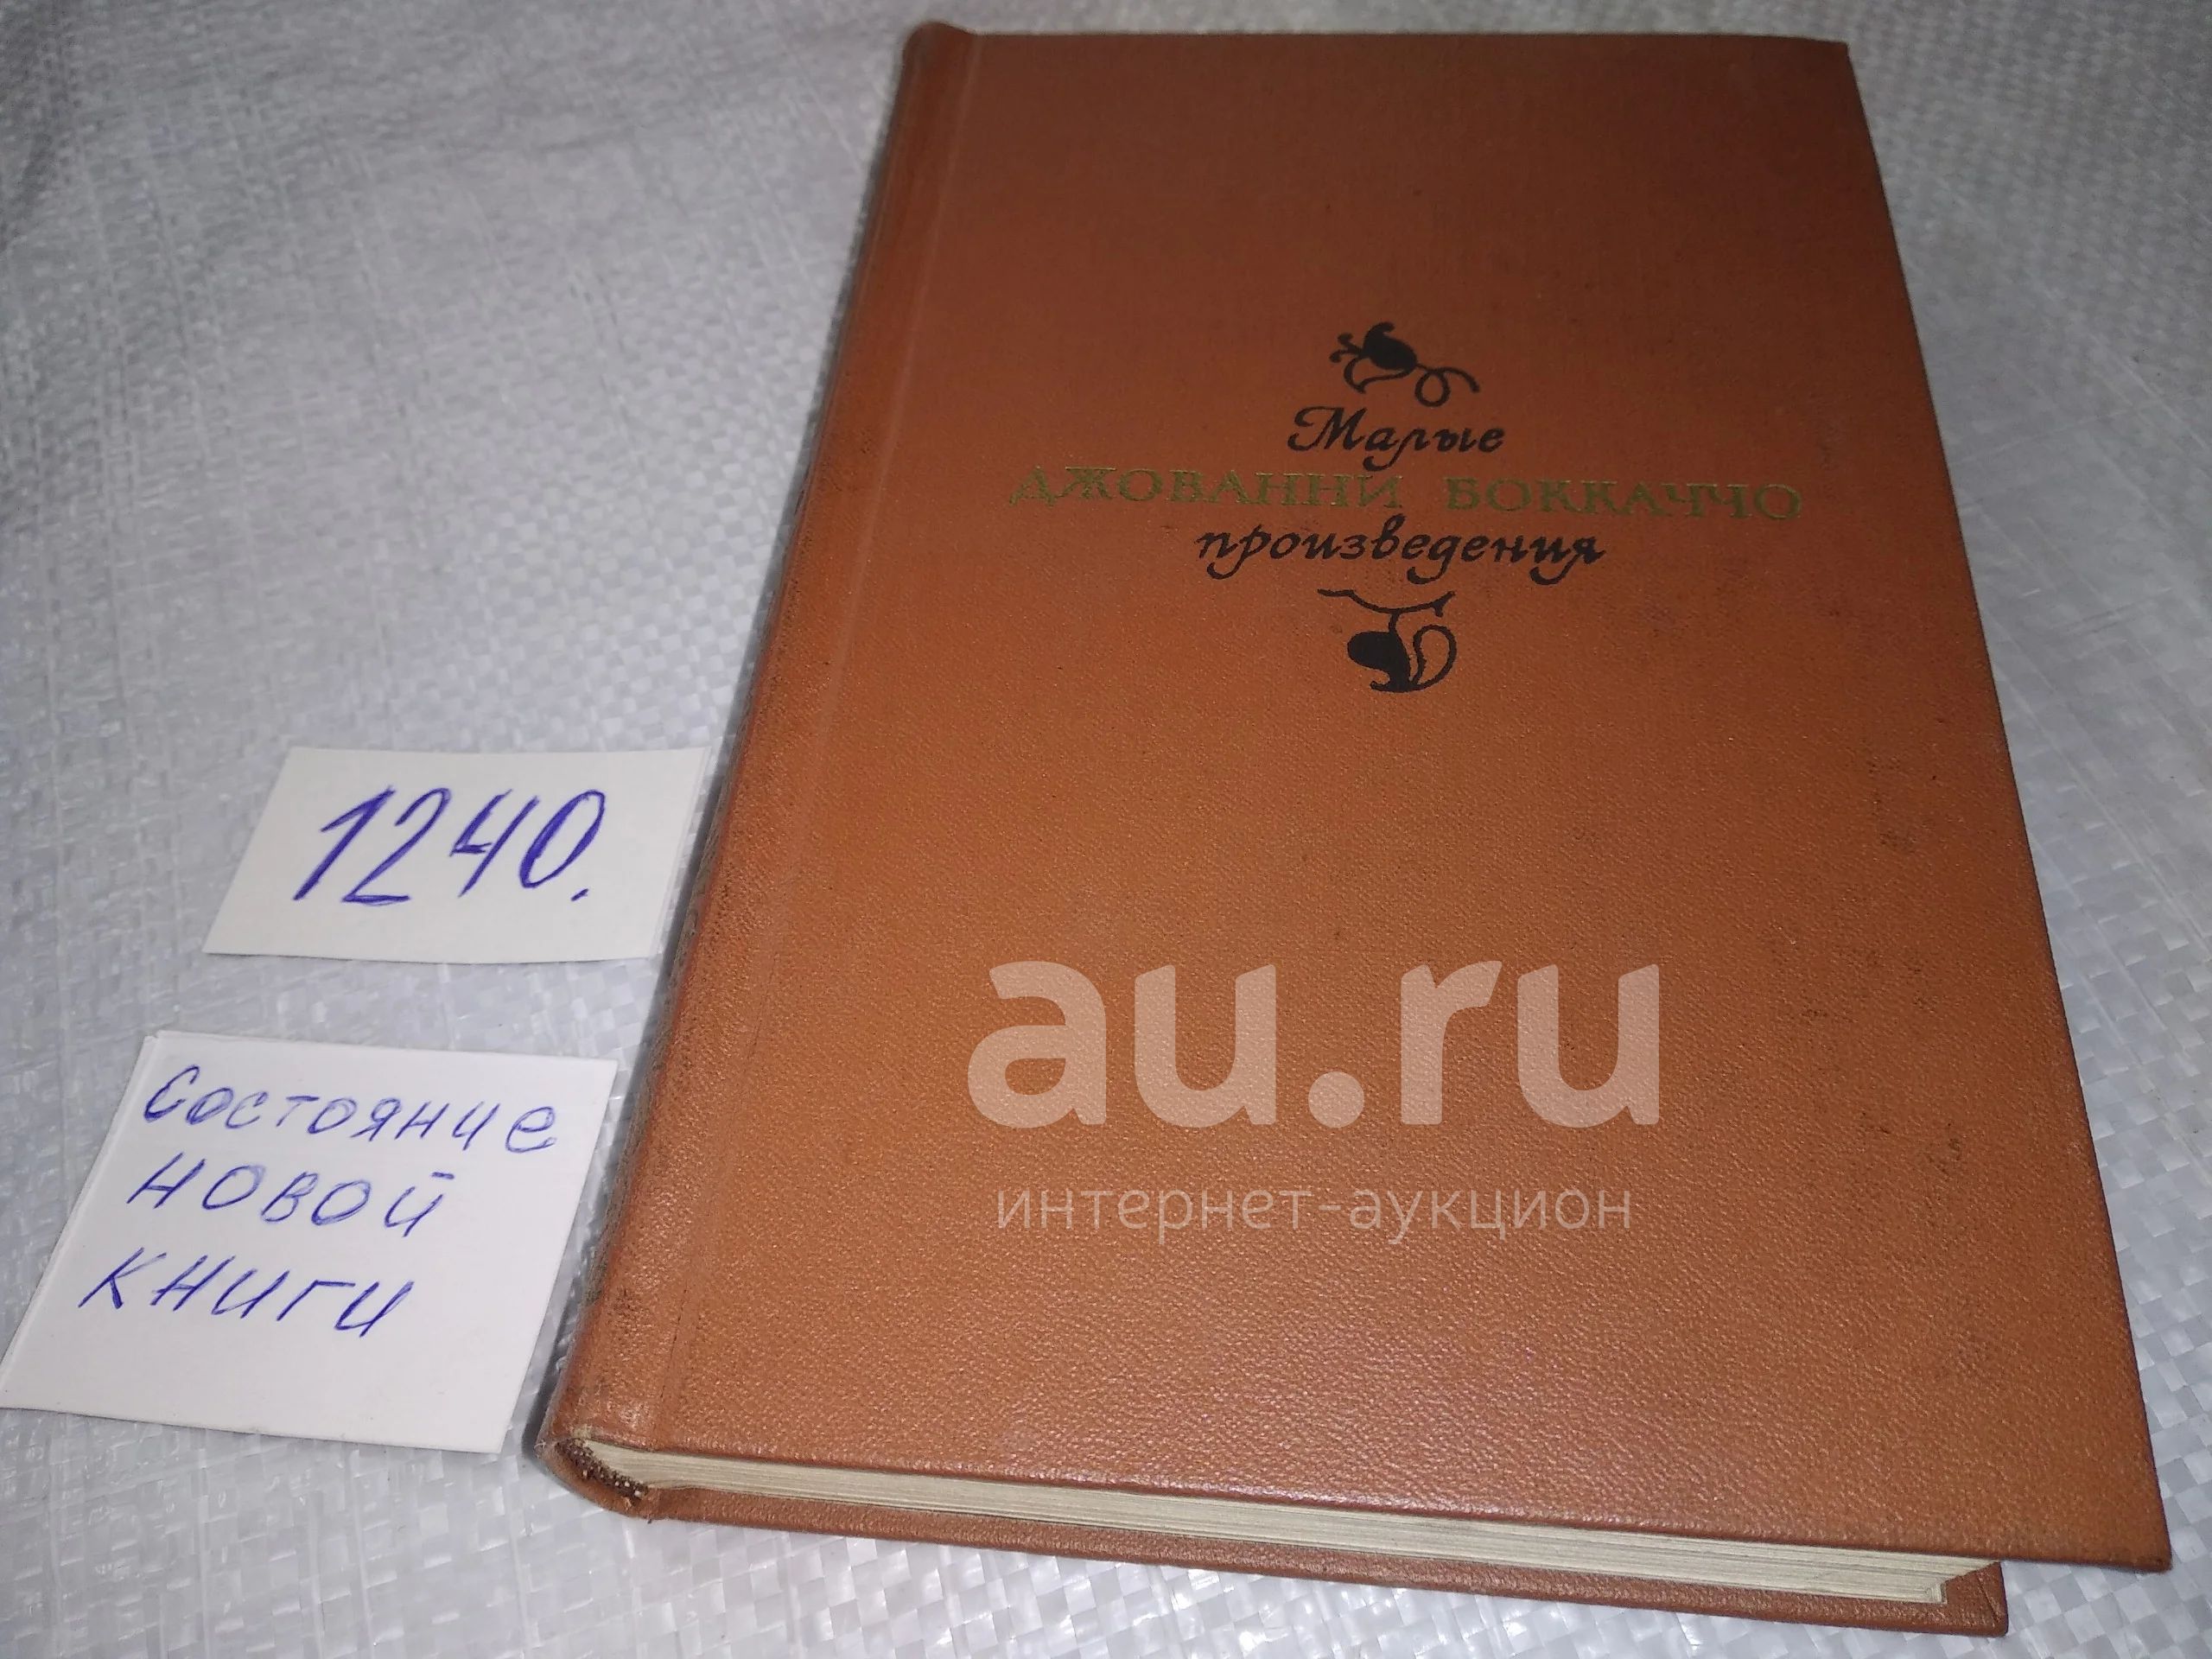 Малые
ДЖОВАННИ БОККАЧЧО
произведения
1240.
Состояние
новой
книги
au.ru
интернет-аукцион